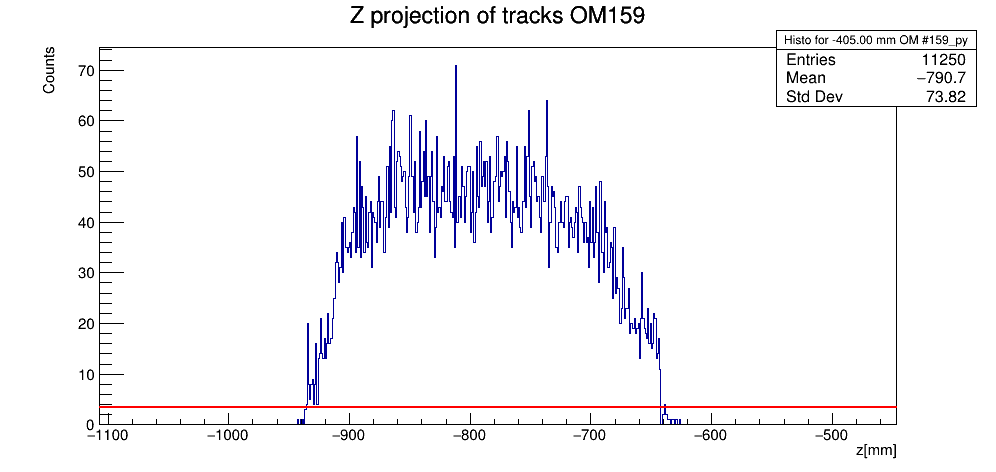 Z projection of tracks OM159
Histo for -405.00 mm OM #159_py
Entries 11250
Mean −790.7
Std Dev 73.82
Counts
70
60
50
40
30
20
10
0
−1100 −1000 −900 −800 −700 −600 −500
z[mm]